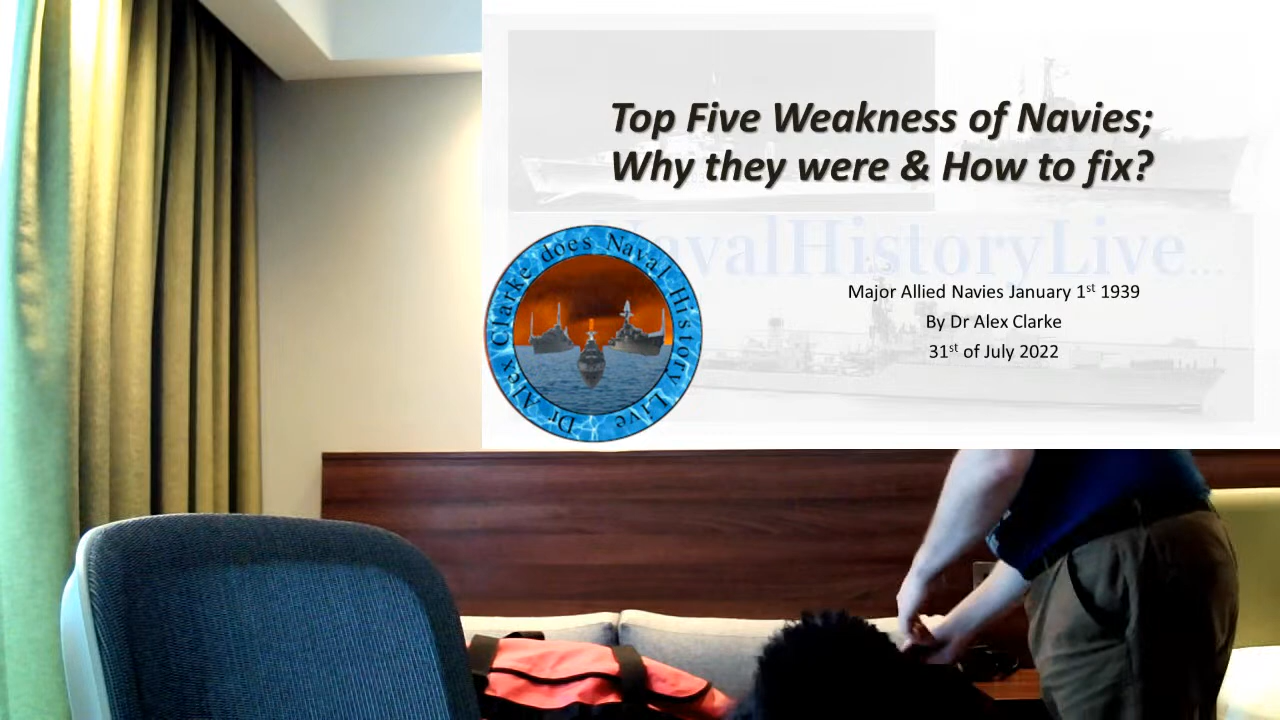 Top Five Weakness of Navies;
Why they were & How to fix?
NavalHistoryLive...
Major Allied Navies January 1st 1939
By Dr Alex Clarke
31st of July 2022
Dr Alex Clarke does Naval History Live